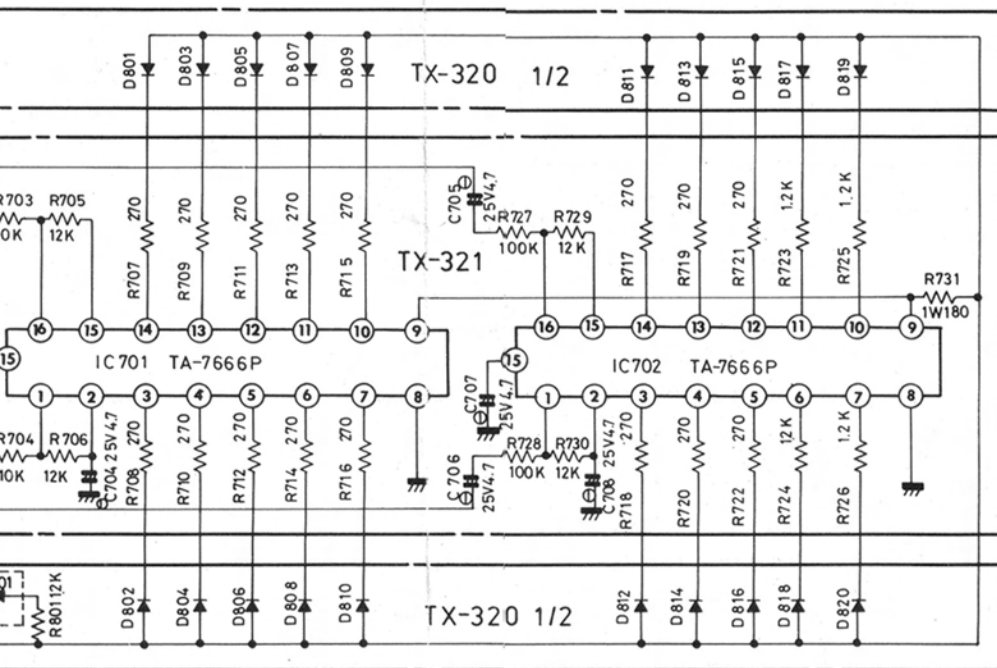 D801 D803 D805 D807 D809 TX-320 1/2 D811 D813 D815 D817 D819
R703 R705 270 270 270 270 270 C705 25V4.7 R727 R729 270 270 270 1.2K 1.2K
0K 12K 100K 12K
R707 R709 R711 R713 R715 TX-321 R717 R719 R721 R723 R725 R731
1W180
16 15 14 13 12 11 10 9 16 15 14 13 12 11 10 9
15 IC701 TA-7666P 15 IC702 TA-7666P
1 2 3 4 5 6 7 8 1 2 3 4 5 6 7 8
C707 25V4.7
R704 R706 25V4.7 270 270 270 270 270 R728 R730 25V4.7 270 270 270 12K 1.2K
10K 12K C704 C706 25V4.7 100K 12K C708
R708 R710 R712 R714 R716 R718 R720 R722 R724 R726
01 R801 12K D802 D804 D806 D808 D810 TX-320 1/2 D812 D814 D816 D818 D820